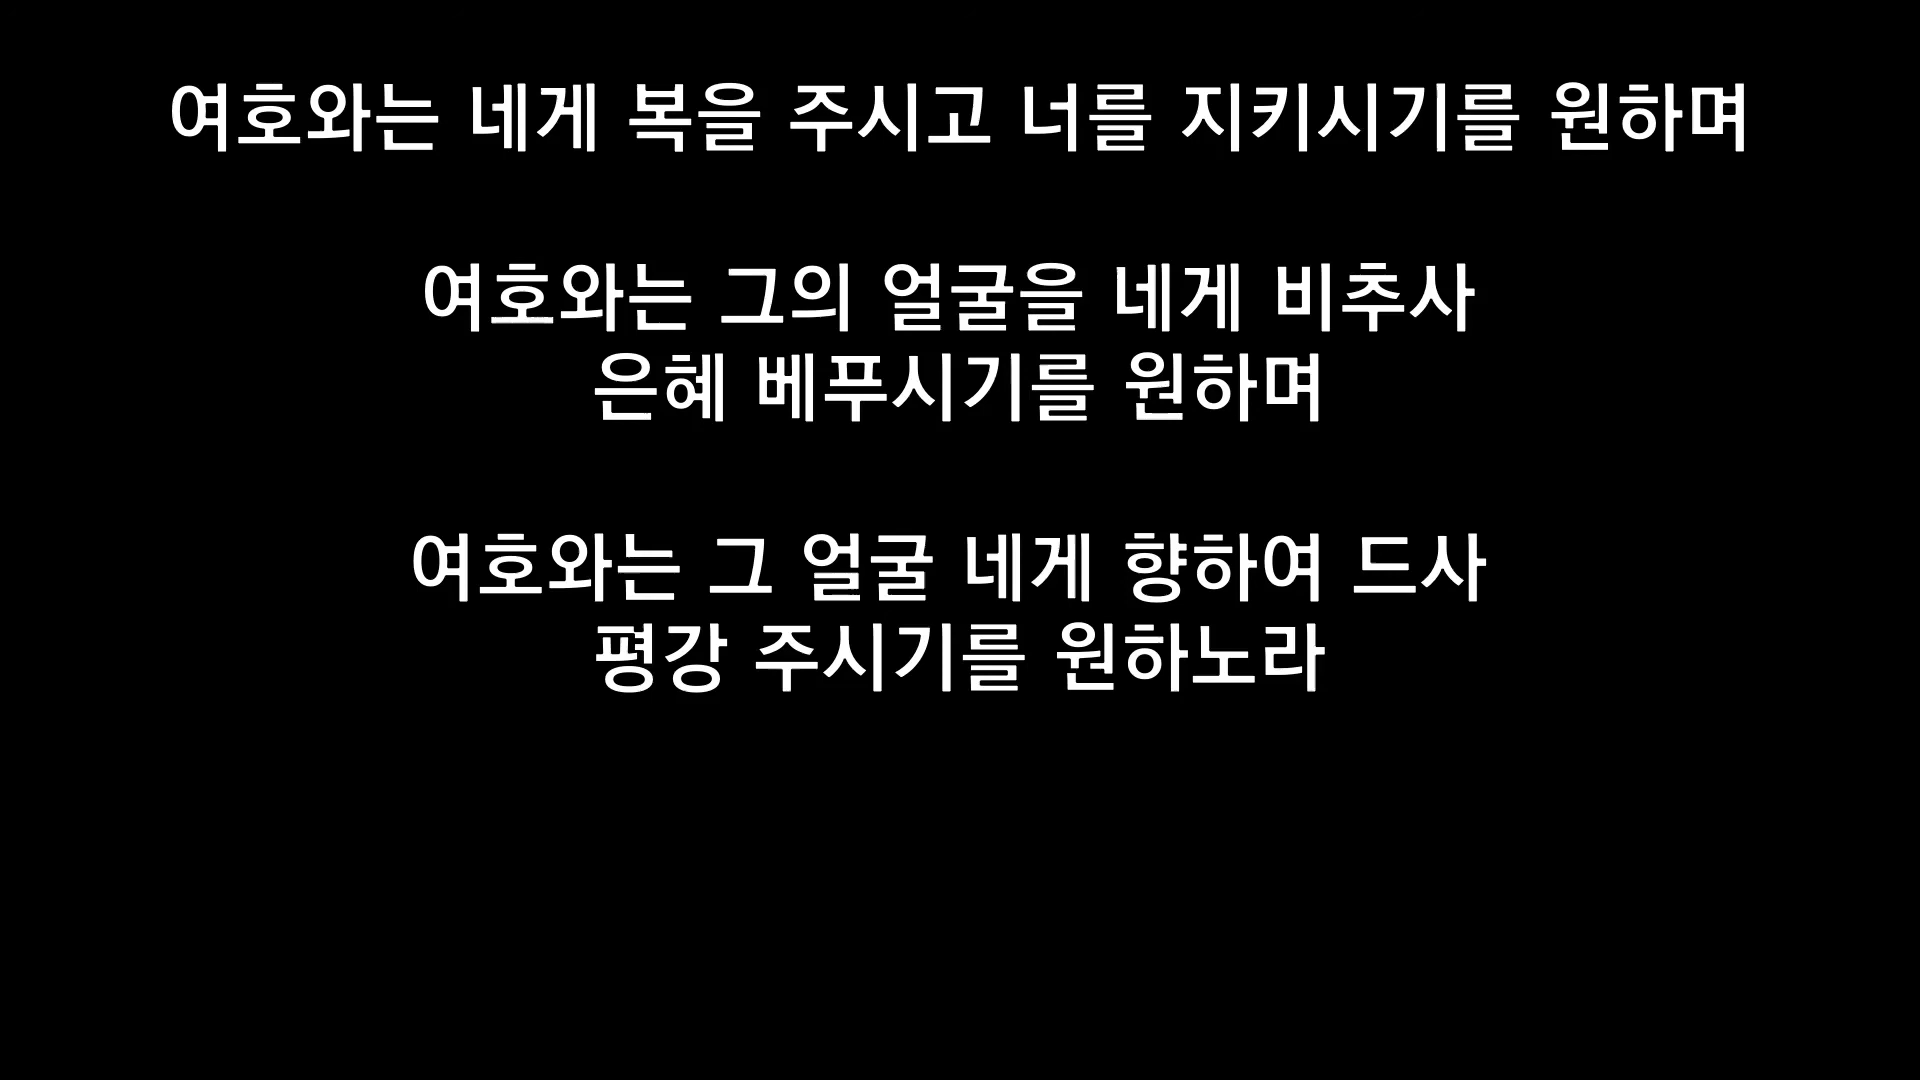 여호와는 네게 복을 주시고 너를 지키시기를 원하며
여호와는 그의 얼굴을 네게 비추사
은혜 베푸시기를 원하며
여호와는 그 얼굴 네게 향하여 드사
평강 주시기를 원하노라